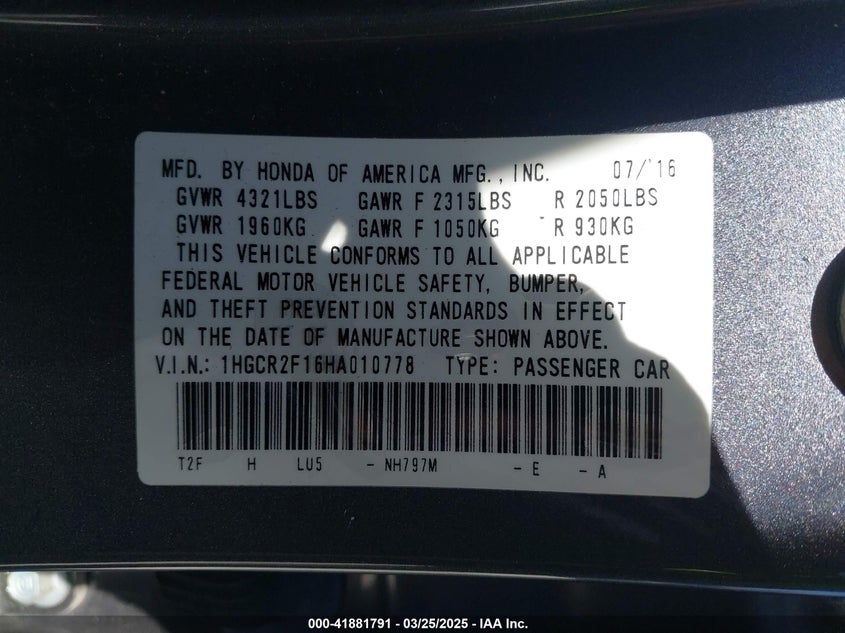 MFD. BY HONDA OF AMERICA MFG., INC. 07/'16
GVWR 4321LBS GAWR F 2315LBS R 2050LBS
GVWR 1960KG GAWR F 1050KG R 930KG
THIS VEHICLE CONFORMS TO ALL APPLICABLE
FEDERAL MOTOR VEHICLE SAFETY, BUMPER,
AND THEFT PREVENTION STANDARDS IN EFFECT
ON THE DATE OF MANUFACTURE SHOWN ABOVE.
V.I.N.: 1HGCR2F16HA010778 TYPE: PASSENGER CAR
T2F H LU5 - NH797M - E - A
000-41881791 - 03/25/2025 - IAA Inc.